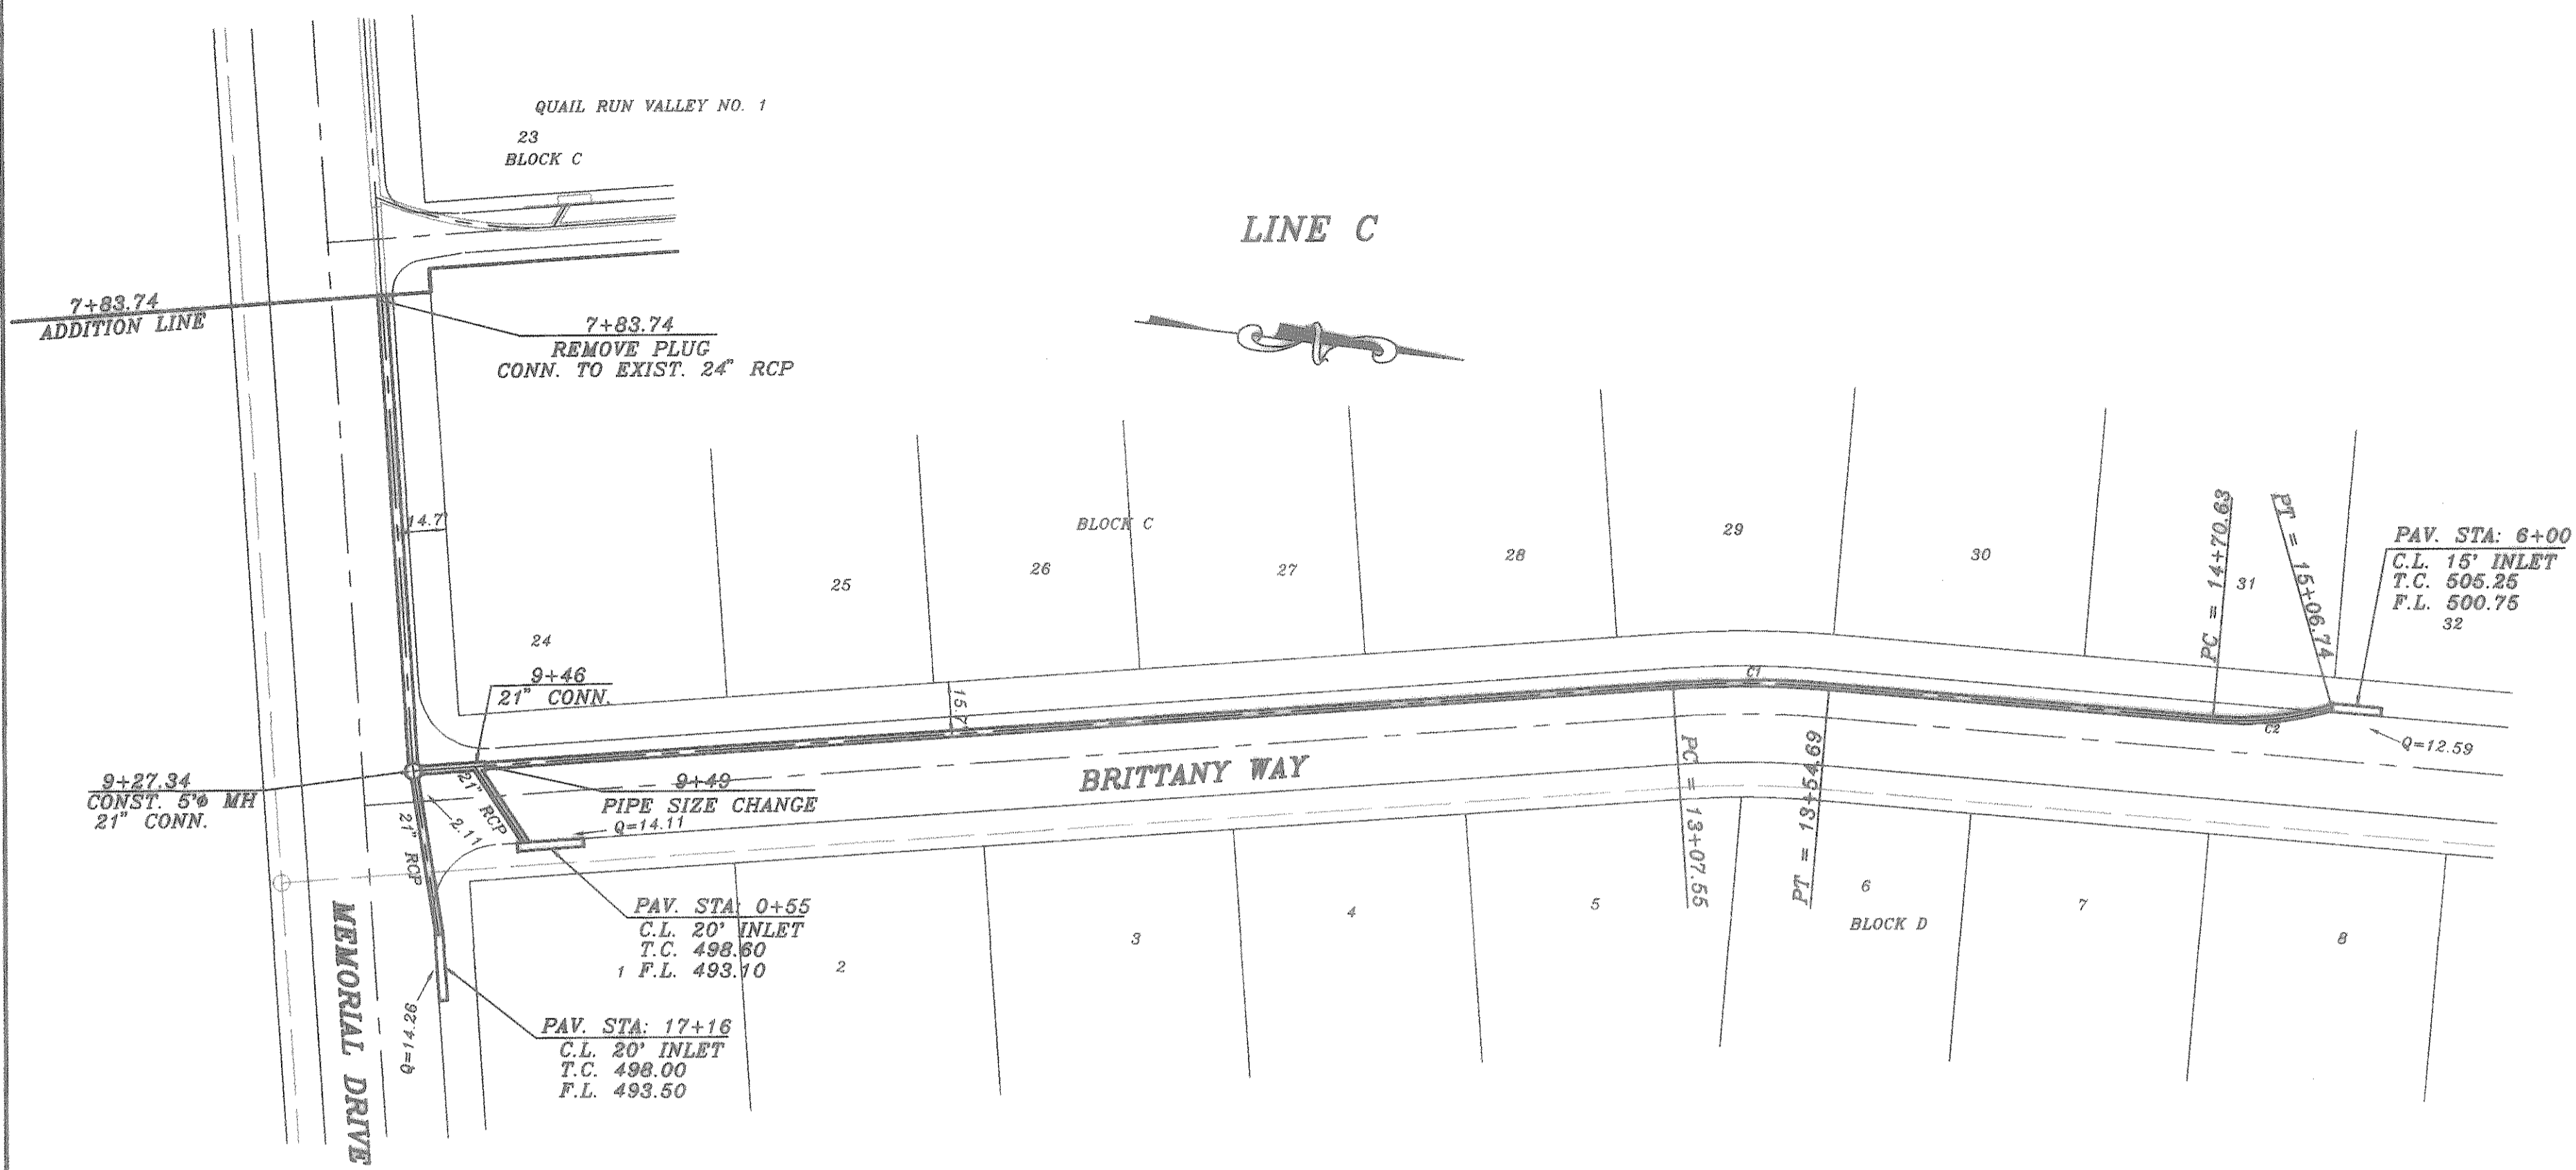 QUAIL RUN VALLEY NO. 1
23
BLOCK C
LINE C
7+83.74
ADDITION LINE
7+83.74
REMOVE PLUG
CONN. TO EXIST. 24" RCP
14.7'
BLOCK C
24
25
26
27
28
29
30
31
32
PC = 14+70.63
PT = 15+06.74
PAV. STA: 6+00
C.L. 15' INLET
T.C. 505.25
F.L. 500.75
9+46
21" CONN.
15.7'
C1
C2
Q=12.59
9+27.34
CONST. 5'ø MH
21" CONN.
21" RCP
9+49
PIPE SIZE CHANGE
BRITTANY WAY
PC = 13+07.55
PT = 13+54.69
21" RCP
2.11
Q=14.11
PAV. STA: 0+55
C.L. 20' INLET
T.C. 498.60
F.L. 493.10
1
2
3
4
5
6
BLOCK D
7
8
MEMORIAL DRIVE
Q=14.26
PAV. STA: 17+16
C.L. 20' INLET
T.C. 498.00
F.L. 493.50